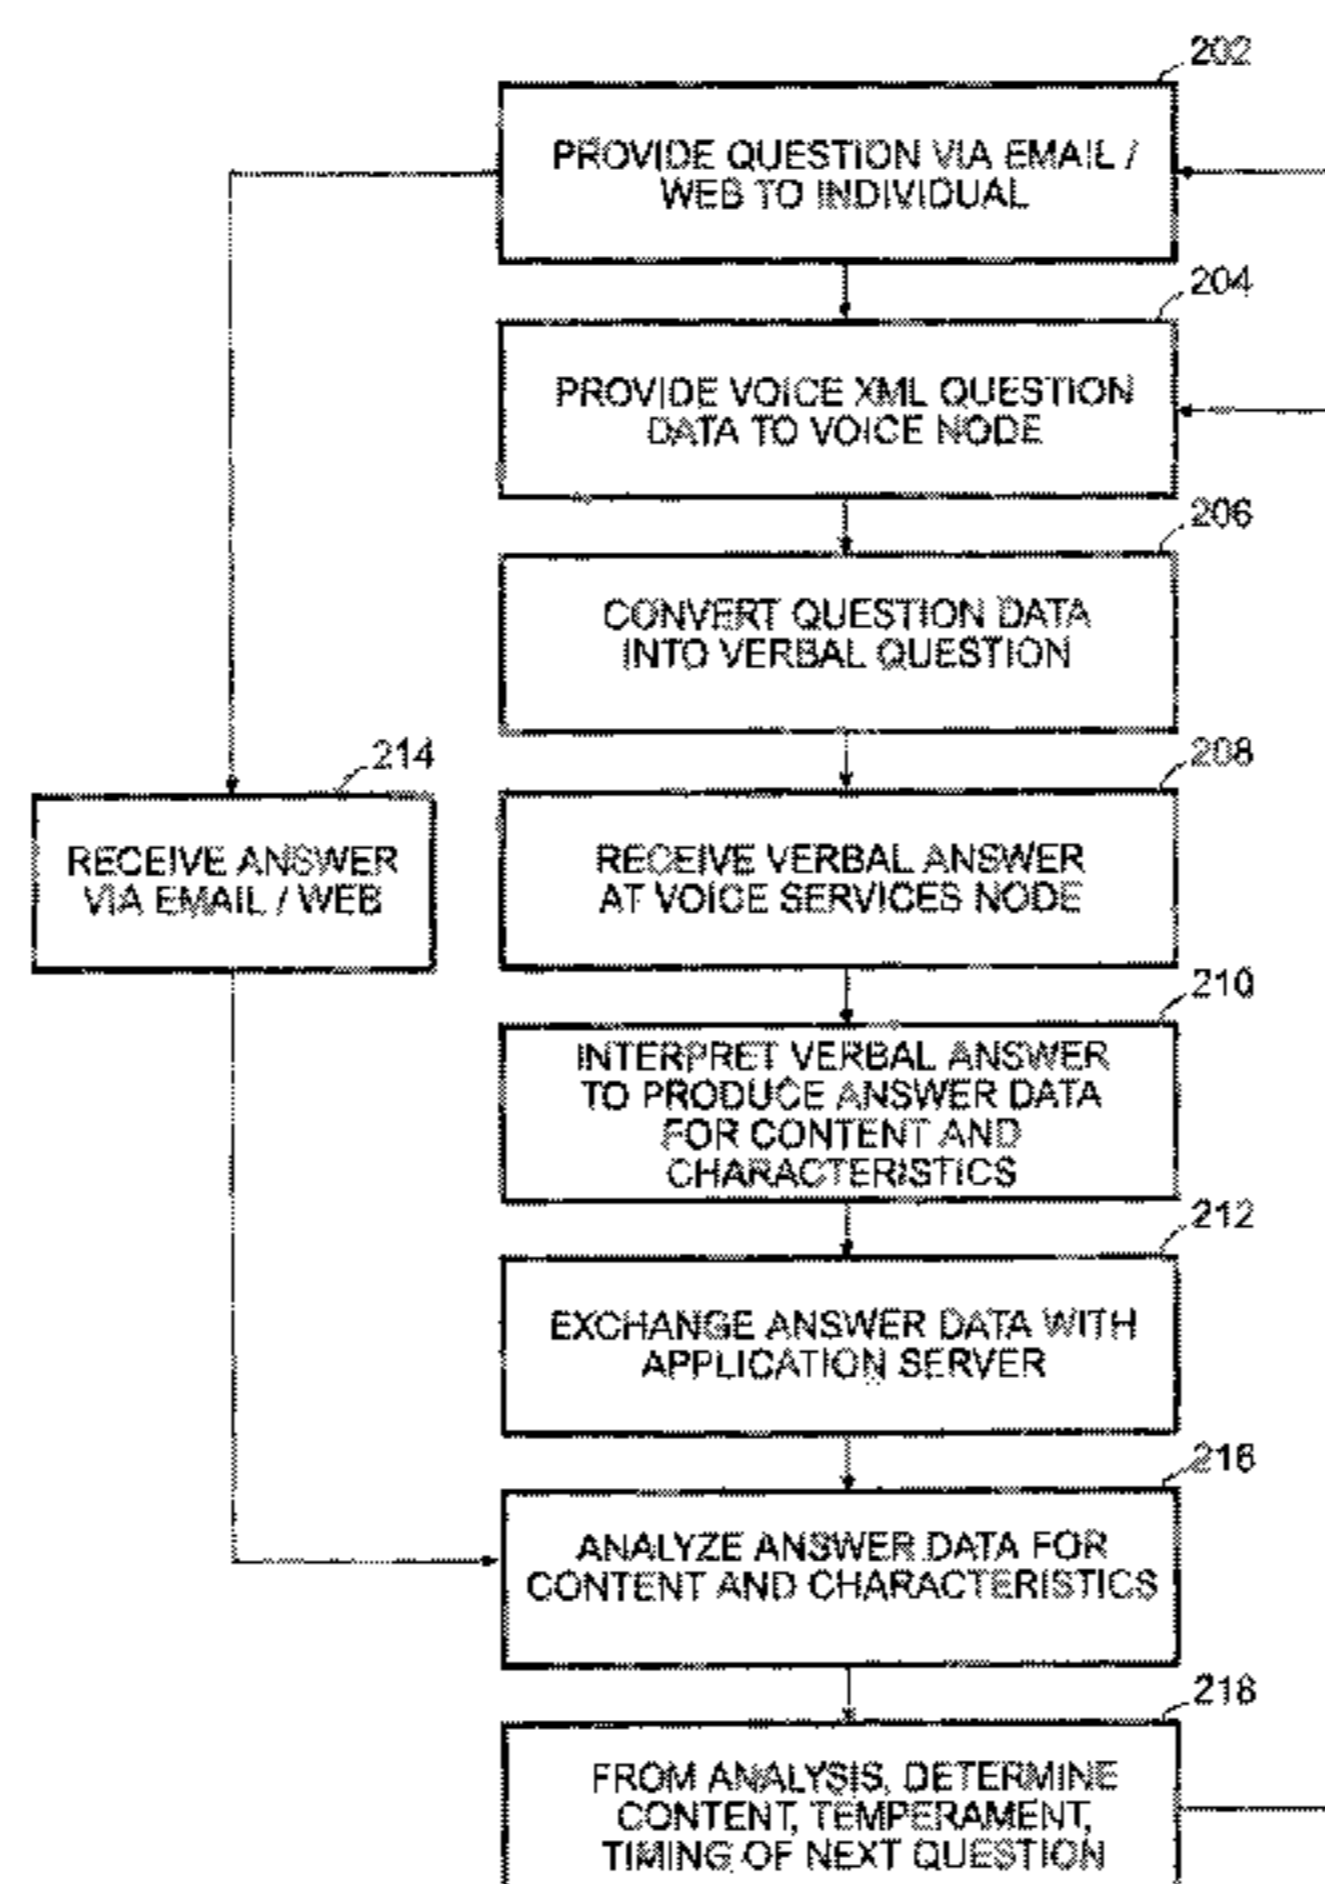 202
PROVIDE QUESTION VIA EMAIL /
WEB TO INDIVIDUAL
204
PROVIDE VOICE XML QUESTION
DATA TO VOICE NODE
206
CONVERT QUESTION DATA
INTO VERBAL QUESTION
214
RECEIVE ANSWER
VIA EMAIL / WEB
208
RECEIVE VERBAL ANSWER
AT VOICE SERVICES NODE
210
INTERPRET VERBAL ANSWER
TO PRODUCE ANSWER DATA
FOR CONTENT AND
CHARACTERISTICS
212
EXCHANGE ANSWER DATA WITH
APPLICATION SERVER
216
ANALYZE ANSWER DATA FOR
CONTENT AND CHARACTERISTICS
218
FROM ANALYSIS, DETERMINE
CONTENT, TEMPERAMENT,
TIMING OF NEXT QUESTION